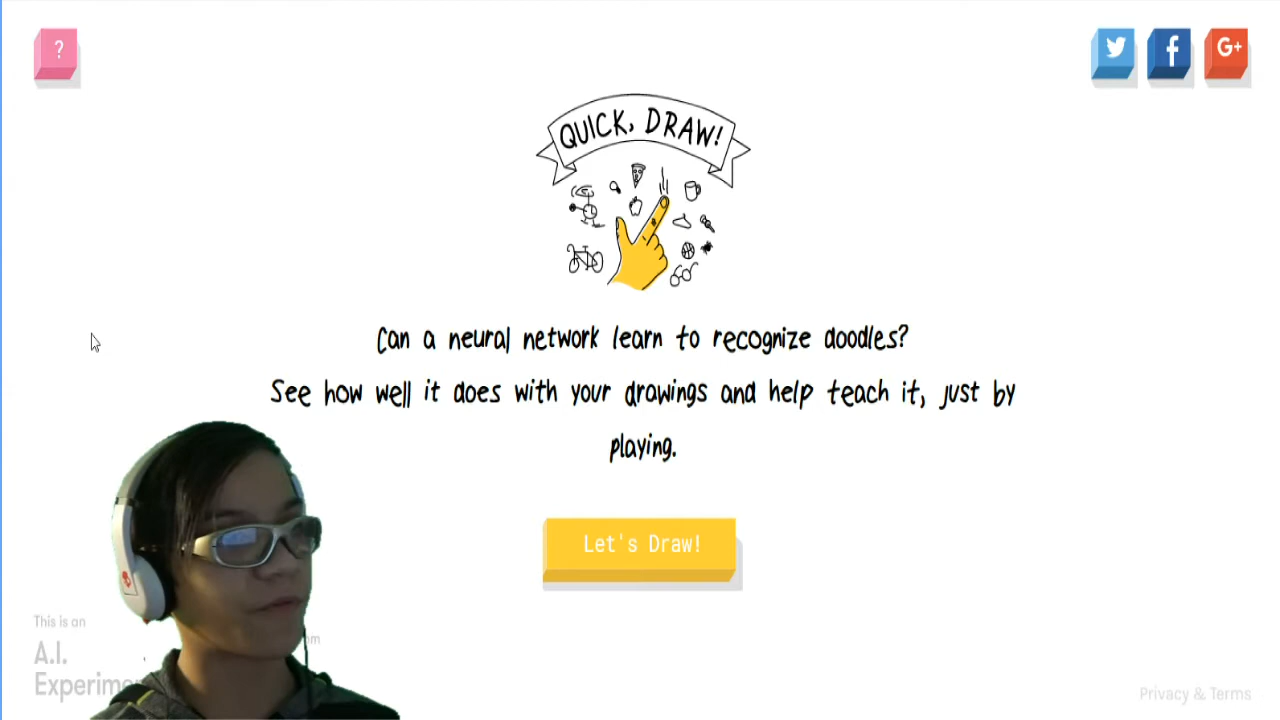 ?
G+
QUICK, DRAW!
Can a neural network learn to recognize doodles?
See how well it does with your drawings and help teach it, just by
playing.
Let's Draw!
This is an
A.I.
Privacy & Terms